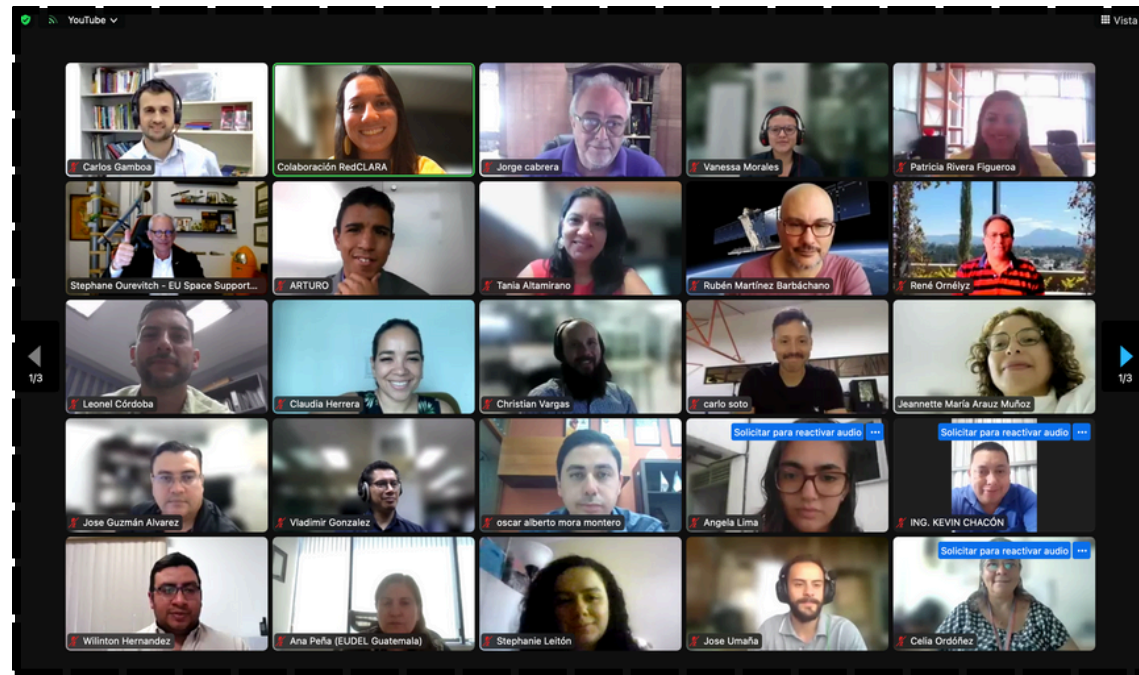 YouTube
Vista
Carlos Gamboa
Colaboración RedCLARA
Jorge cabrera
Vanessa Morales
Patricia Rivera Figueroa
Stephane Ourevitch - EU Space Support...
ARTURO
Tania Altamirano
Rubén Martínez Barbáchano
René Ornélyz
Leonel Córdoba
Claudia Herrera
Christian Vargas
carlo soto
Jeannette María Arauz Muñoz
1/3
1/3
Solicitar para reactivar audio ...
Solicitar para reactivar audio ...
Jose Guzmán Alvarez
Vladimir Gonzalez
oscar alberto mora montero
Angela Lima
ING. KEVIN CHACÓN
Solicitar para reactivar audio ...
Wilinton Hernandez
Ana Peña (EUDEL Guatemala)
Stephanie Leitón
Jose Umaña
Celia Ordóñez